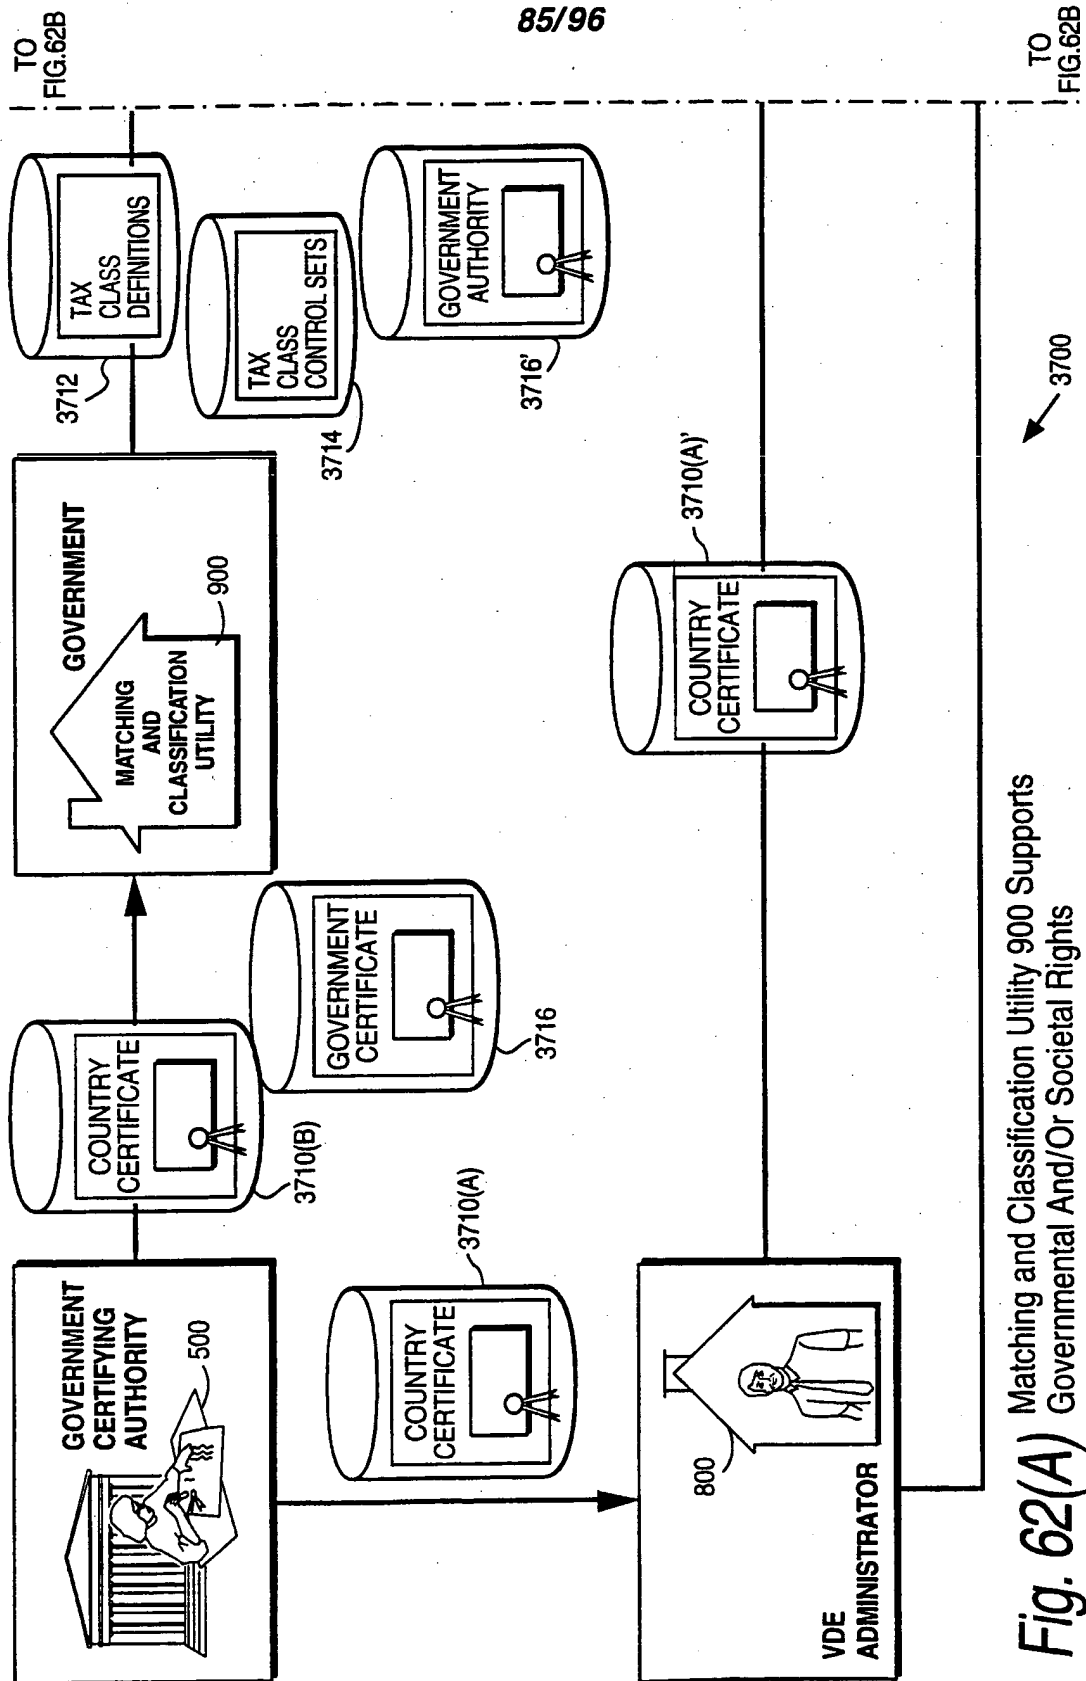 85/96
TO
FIG.62B
TO
FIG.62B
GOVERNMENT
CERTIFYING
AUTHORITY
500
COUNTRY
CERTIFICATE
3710(B)
GOVERNMENT
CERTIFICATE
3716
GOVERNMENT
MATCHING
AND
CLASSIFICATION
UTILITY
900
TAX
CLASS
DEFINITIONS
3712
TAX
CLASS
CONTROL SETS
3714
GOVERNMENT
AUTHORITY
3716'
COUNTRY
CERTIFICATE
3710(A)
COUNTRY
CERTIFICATE
3710(A)'
3700
800
VDE
ADMINISTRATOR
Fig. 62(A) Matching and Classification Utility 900 Supports
Governmental And/Or Societal Rights